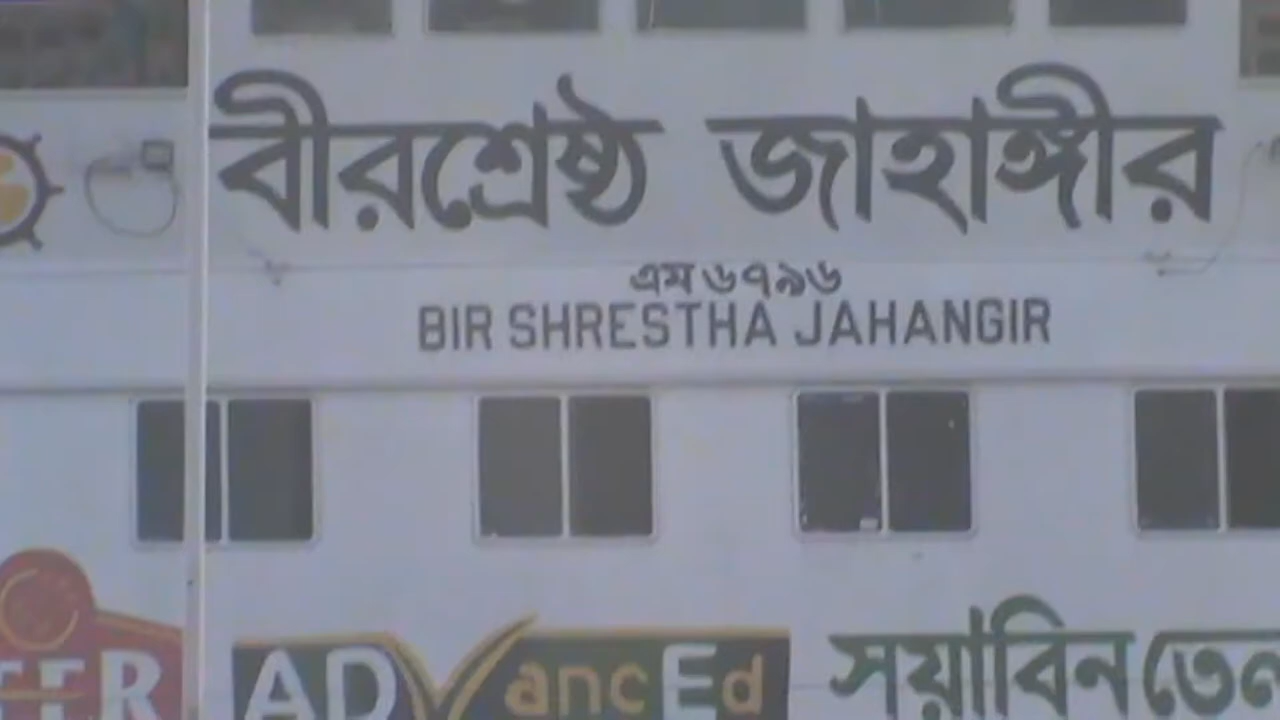 বীরশ্রেষ্ঠ জাহাঙ্গীর
এম ৬৭৯৬
BIR SHRESTHA JAHANGIR
ADVancEd
সয়াবিন তেল